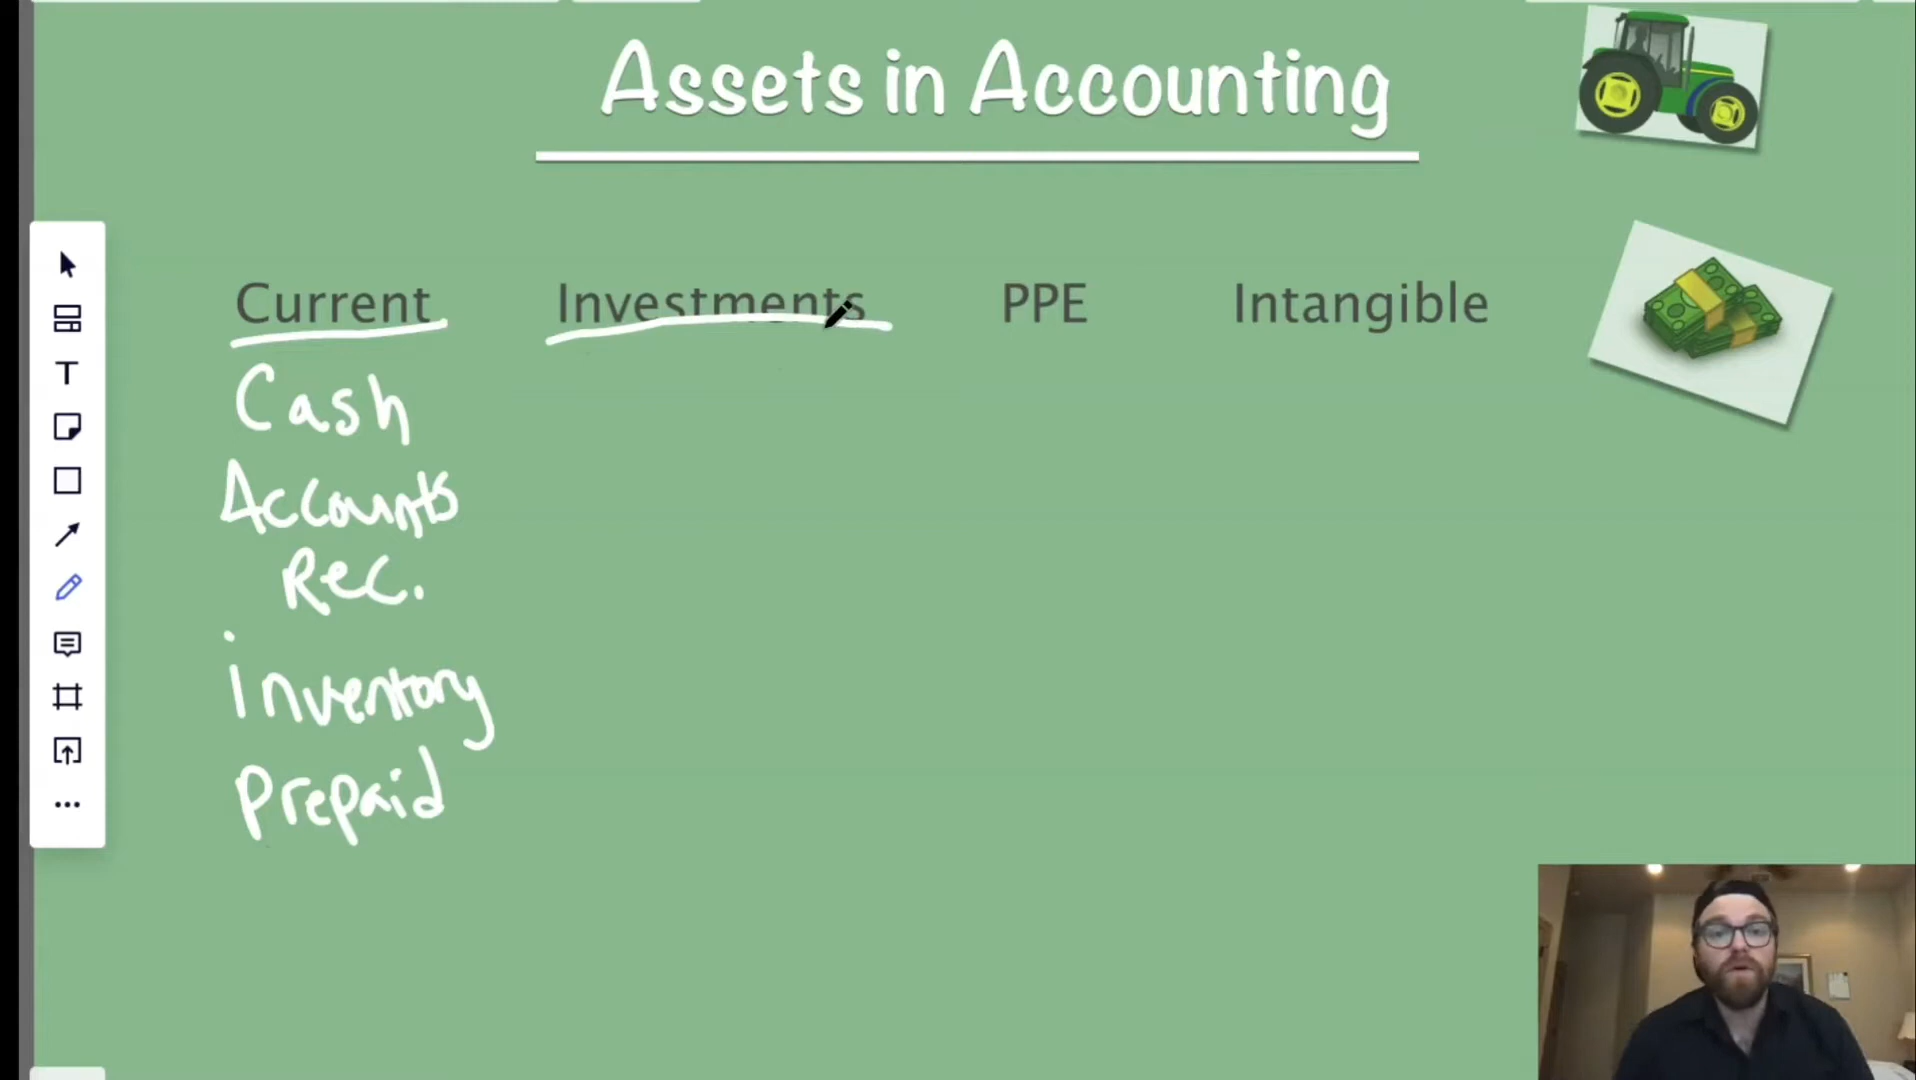 Assets in Accounting
Current Investments PPE Intangible
Cash
Accounts
Rec.
inventory
Prepaid